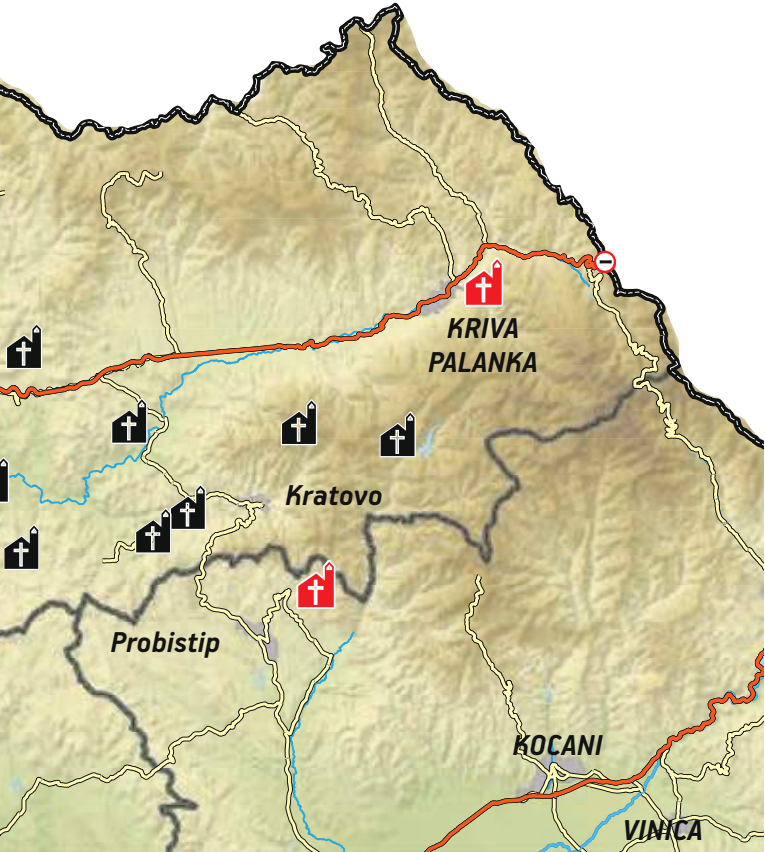 KRIVA
PALANKA
Kratovo
Probistip
KOCANI
VINICA